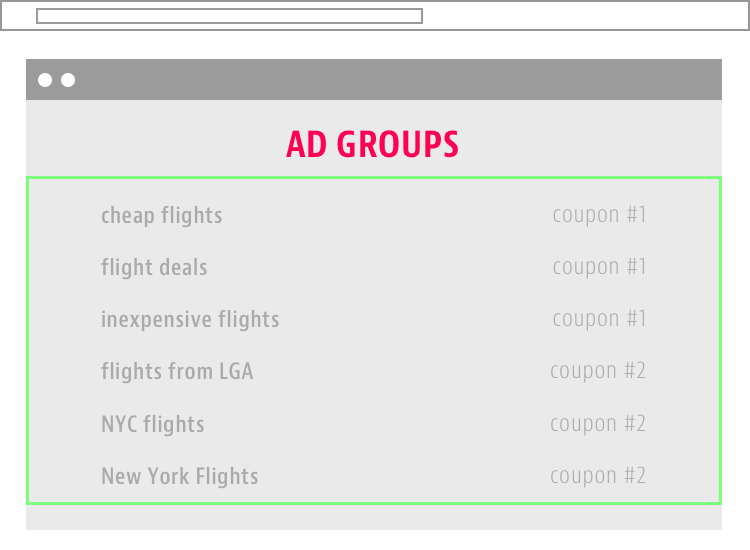 AD GROUPS
cheap flights coupon #1
flight deals coupon #1
inexpensive flights coupon #1
flights from LGA coupon #2
NYC flights coupon #2
New York Flights coupon #2